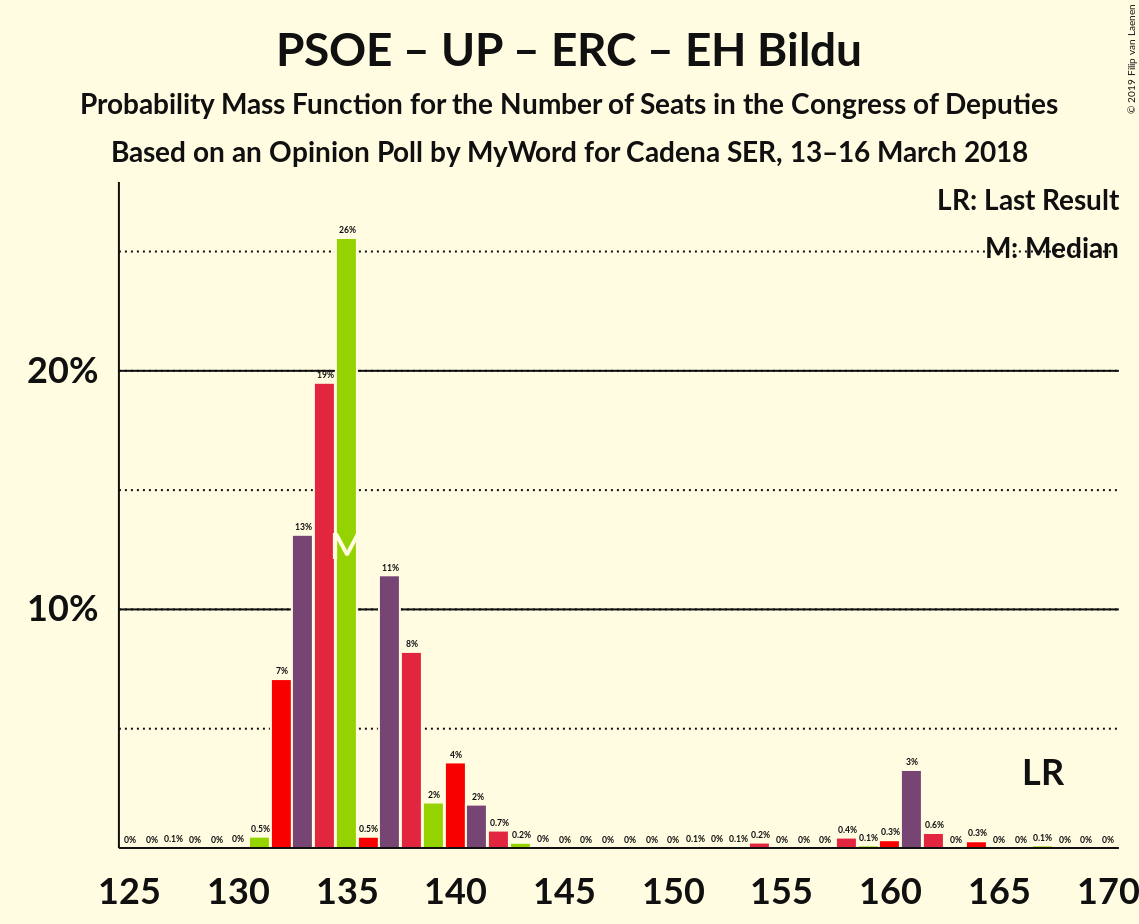 PSOE – UP – ERC – EH Bildu
Probability Mass Function for the Number of Seats in the Congress of Deputies
Based on an Opinion Poll by MyWord for Cadena SER, 13–16 March 2018
© 2019 Filip van Laenen
LR: Last Result
M: Median
20%
10%
0% 0% 0.1% 0% 0% 0% 0.5% 7% 13% 19% 26% 0.5% 11% 8% 2% 4% 2% 0.7% 0.2% 0% 0% 0% 0% 0% 0% 0% 0.1% 0% 0.1% 0.2% 0% 0% 0% 0.4% 0.1% 0.3% 3% 0.6% 0% 0.3% 0% 0% 0.1% 0% 0% 0%
M
LR
125 130 135 140 145 150 155 160 165 170